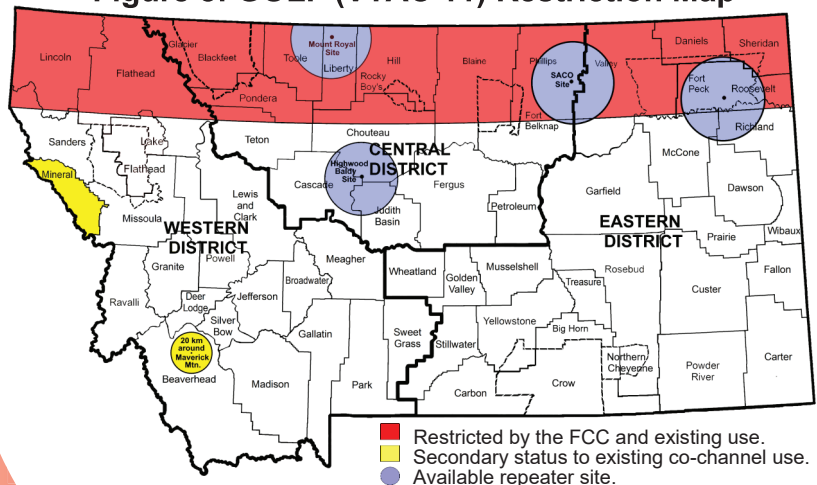 Daniels
Sheridan
Glacier
Lincoln
Blackfeet
Mount Royal
Site
Toole
Liberty
Hill
Blaine
Phillips
Valley
Flathead
Rocky
Boy's
SACO
Site
Fort
Peck
Roosevelt
Pondera
Fort
Belknap
Richland
Sanders
Lake
Teton
Chouteau
CENTRAL
DISTRICT
McCone
Mineral
Flathead
Highwood
Baldy
Site
Cascade
Fergus
Garfield
Dawson
Missoula
Lewis
and
Clark
Judith
Basin
Petroleum
WESTERN
DISTRICT
EASTERN
DISTRICT
Prairie
Wibaux
Granite
Powell
Meagher
Wheatland
Golden
Valley
Musselshell
Rosebud
Fallon
Ravalli
Deer
Lodge
Jefferson
Broadwater
Treasure
Custer
Silver
Bow
Gallatin
Sweet
Grass
Stillwater
Yellowstone
Big Horn
20 km
around
Maverick
Mtn.
Beaverhead
Madison
Park
Carbon
Crow
Northern
Cheyenne
Powder
River
Carter
Restricted by the FCC and existing use.
Secondary status to existing co-channel use.
Available repeater site.